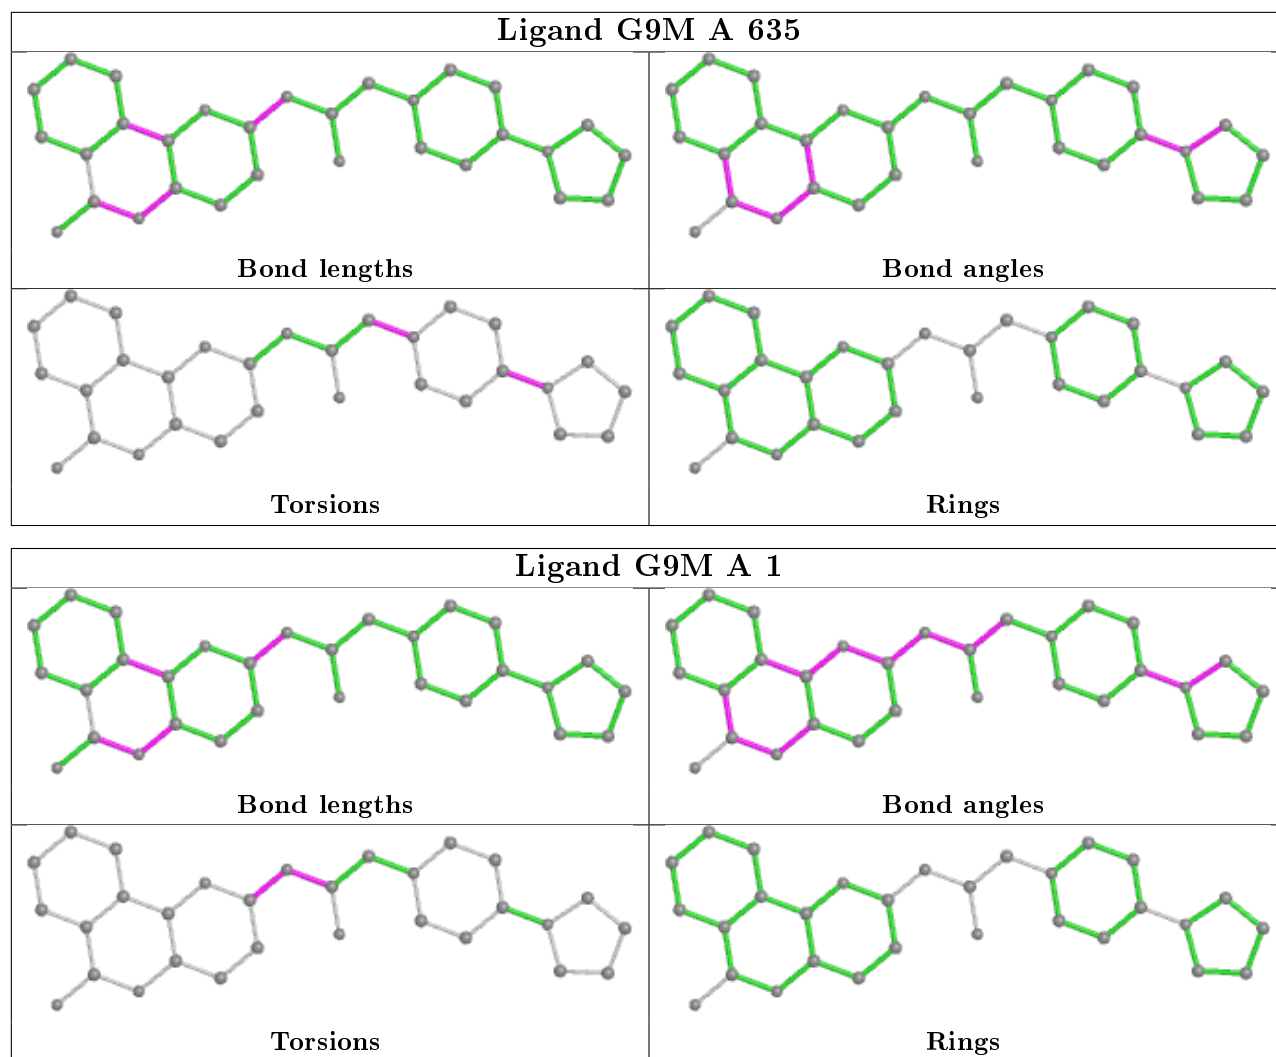 Ligand G9M A 635
Bond lengths
Bond angles
Torsions
Rings
Ligand G9M A 1
Bond lengths
Bond angles
Torsions
Rings